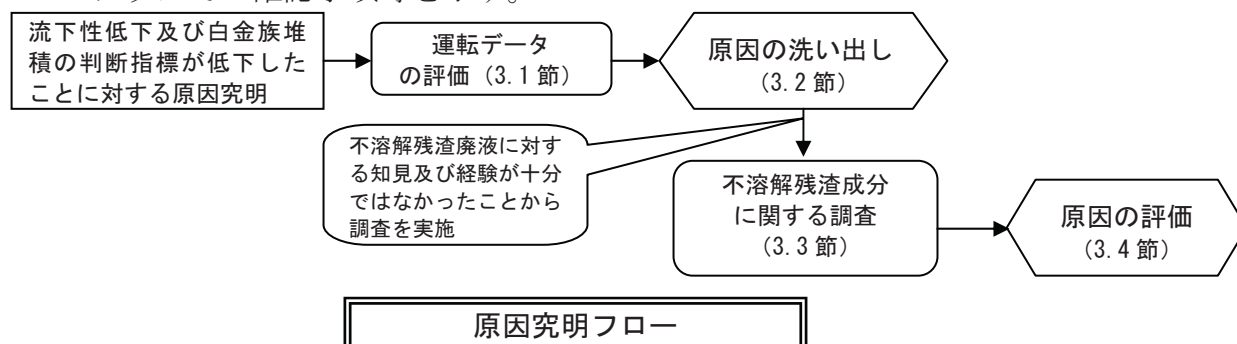 流下性低下及び白金族堆
積の判断指標が低下した
ことに対する原因究明
運転データ
の評価（3.1 節）
原因の洗い出し
（3.2 節）
不溶解残渣廃液に対す
る知見及び経験が十分
ではなかったことから
調査を実施
不溶解残渣成分
に関する調査
（3.3 節）
原因の評価
（3.4 節）
原因究明フロー